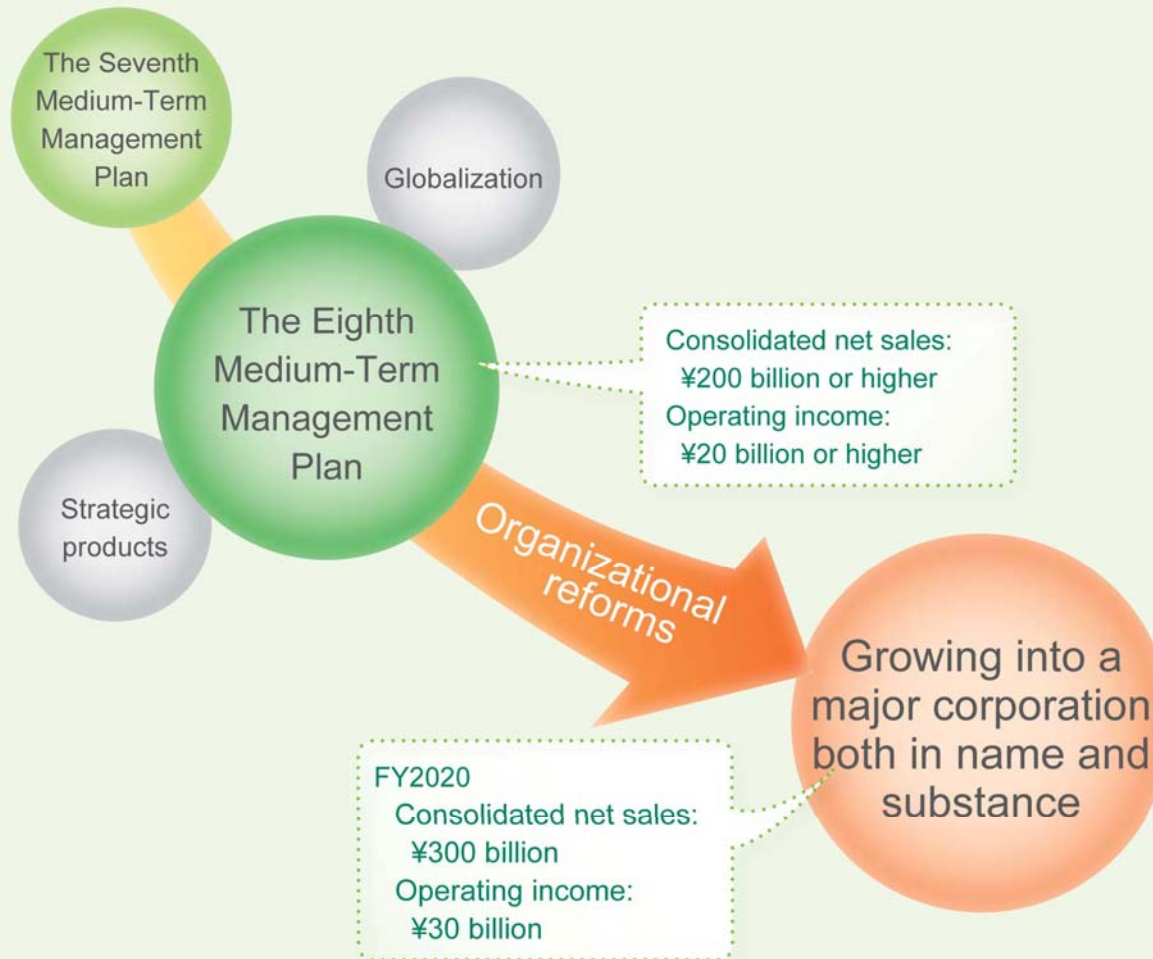 The Seventh
Medium-Term
Management
Plan
Globalization
The Eighth
Medium-Term
Management
Plan
Consolidated net sales:
¥200 billion or higher
Operating income:
¥20 billion or higher
Strategic
products
Organizational
reforms
Growing into a
major corporation
both in name and
substance
FY2020
Consolidated net sales:
¥300 billion
Operating income:
¥30 billion